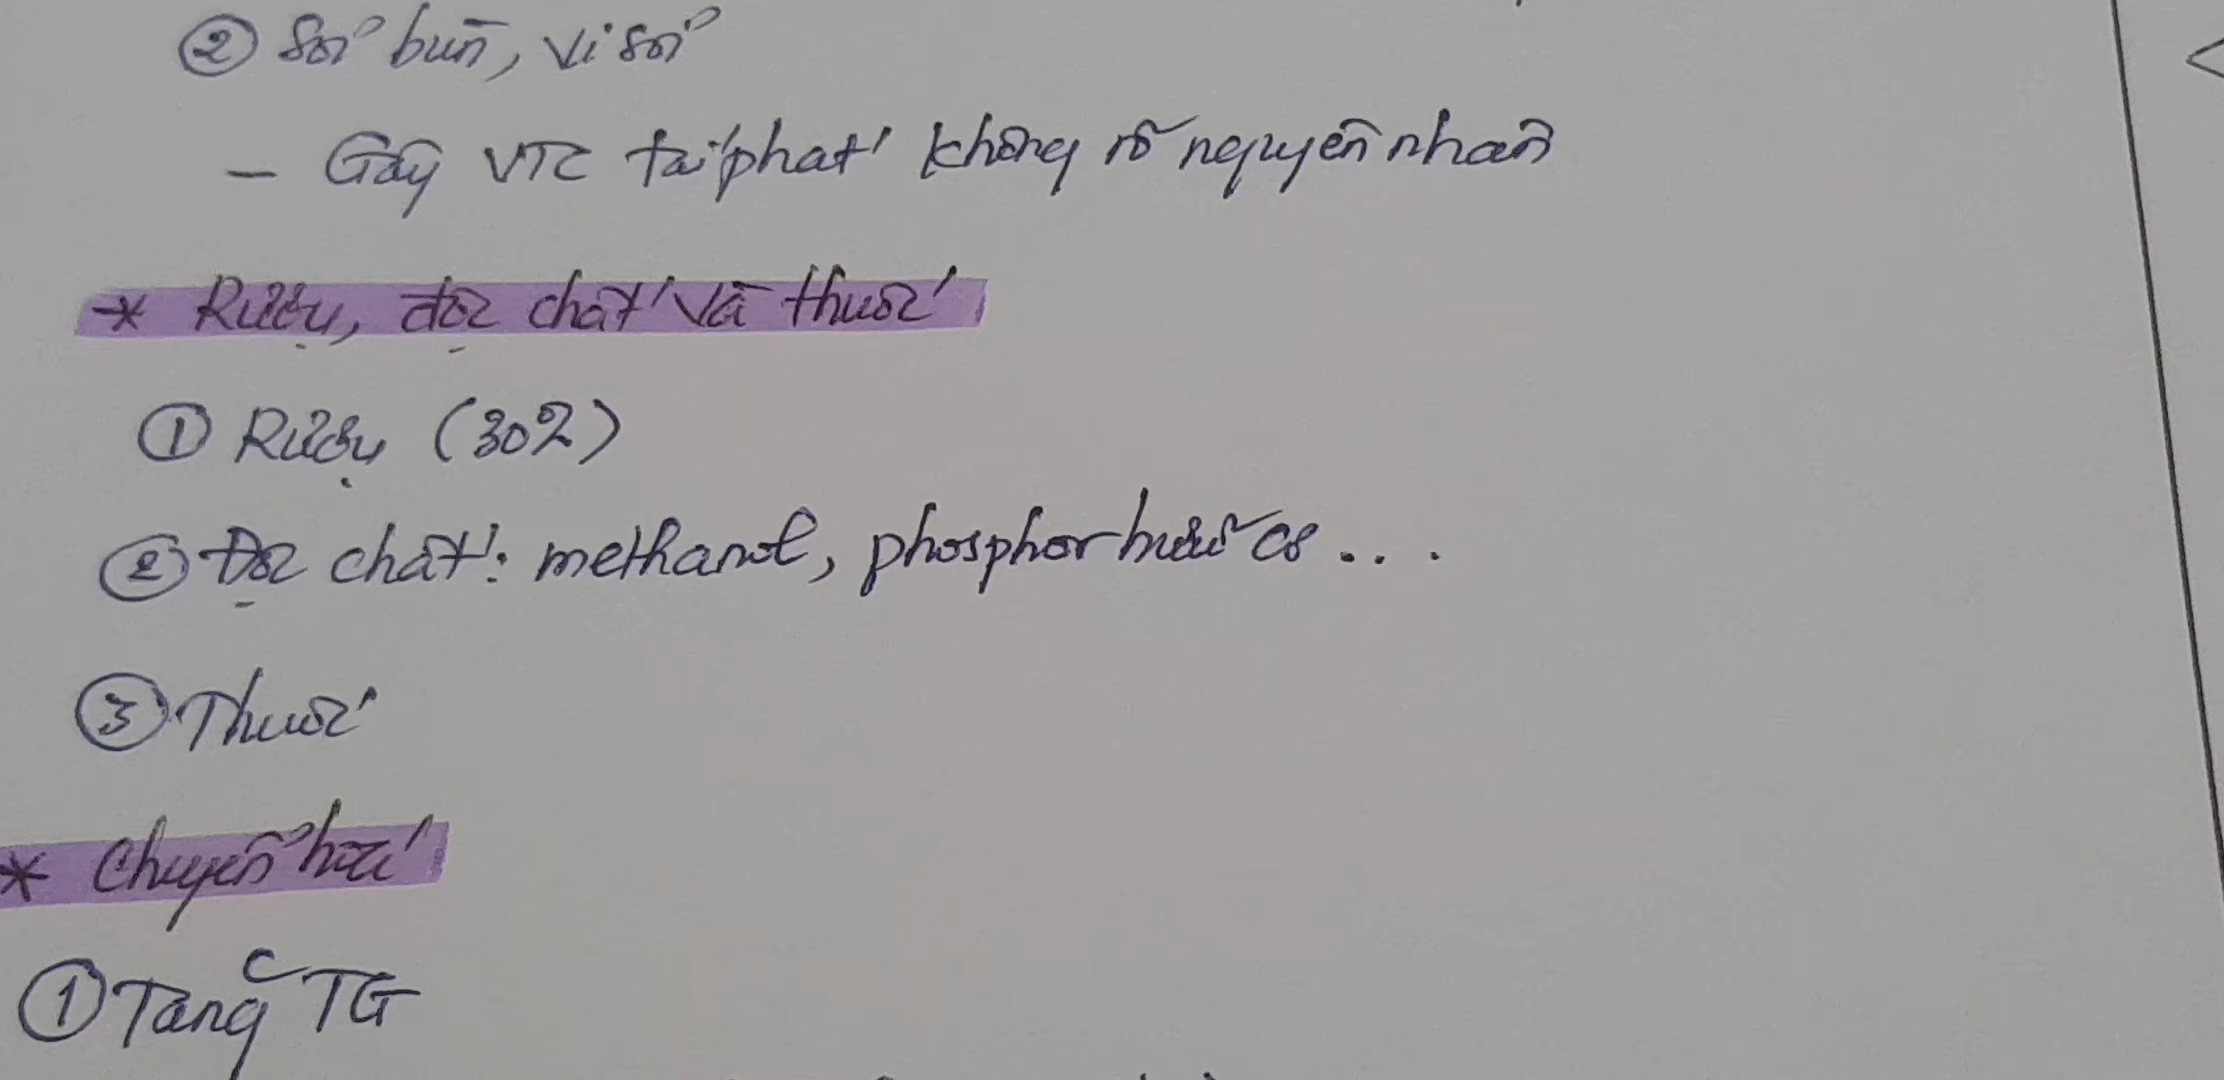 ② Sỏi bùn, vi sỏi
- Gây VTC tái phát không rõ nguyên nhân
* Rượu, độc chất và thuốc
① Rượu (30%)
② Độc chất: methanol, phosphor hữu cơ...
③ Thuốc
* Chuyển hóa
① Tăng TG